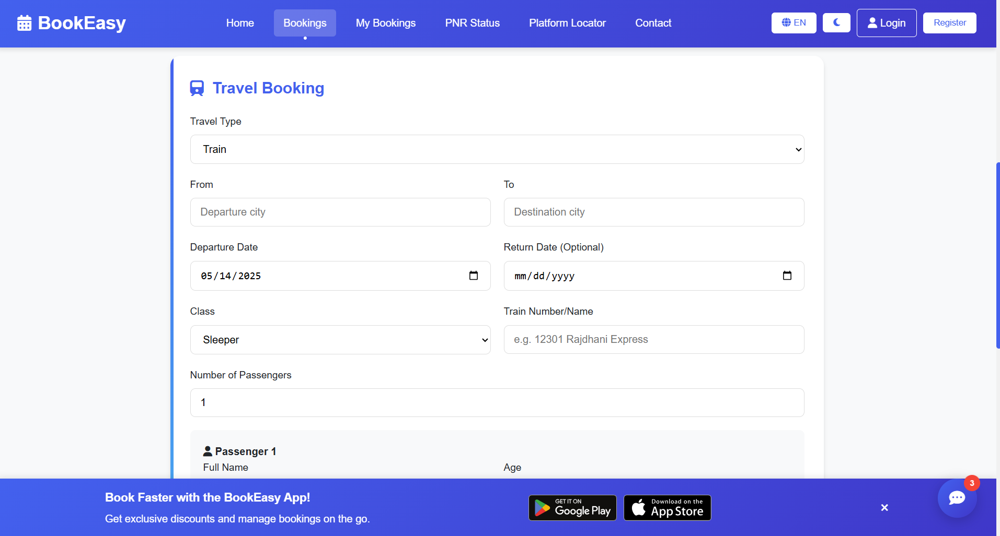 BookEasy
Home
Bookings
My Bookings
PNR Status
Platform Locator
Contact
EN
Login
Register
Travel Booking
Travel Type
Train
From
To
Departure city
Destination city
Departure Date
Return Date (Optional)
05/14/2025
mm/dd/yyyy
Class
Train Number/Name
Sleeper
e.g. 12301 Rajdhani Express
Number of Passengers
1
Passenger 1
Full Name
Age
Book Faster with the BookEasy App!
Get exclusive discounts and manage bookings on the go.
GET IT ON
Google Play
Download on the
App Store
×
3